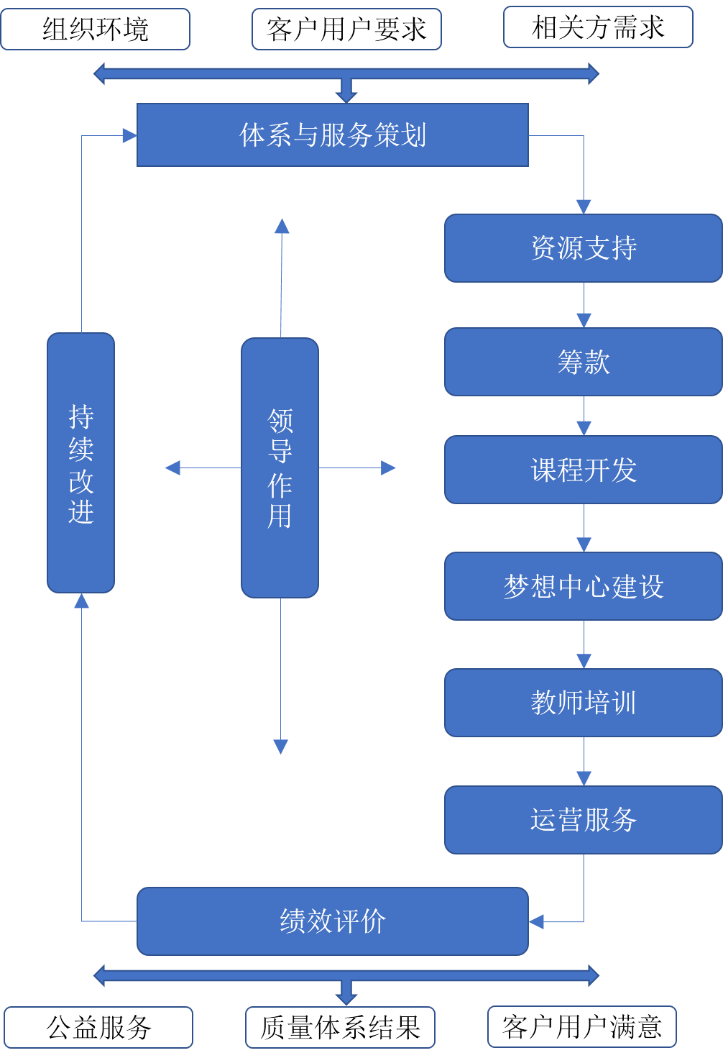 组织环境
客户用户要求
相关方需求
体系与服务策划
资源支持
筹款
课程开发
梦想中心建设
教师培训
运营服务
持续改进
领导作用
绩效评价
公益服务
质量体系结果
客户用户满意